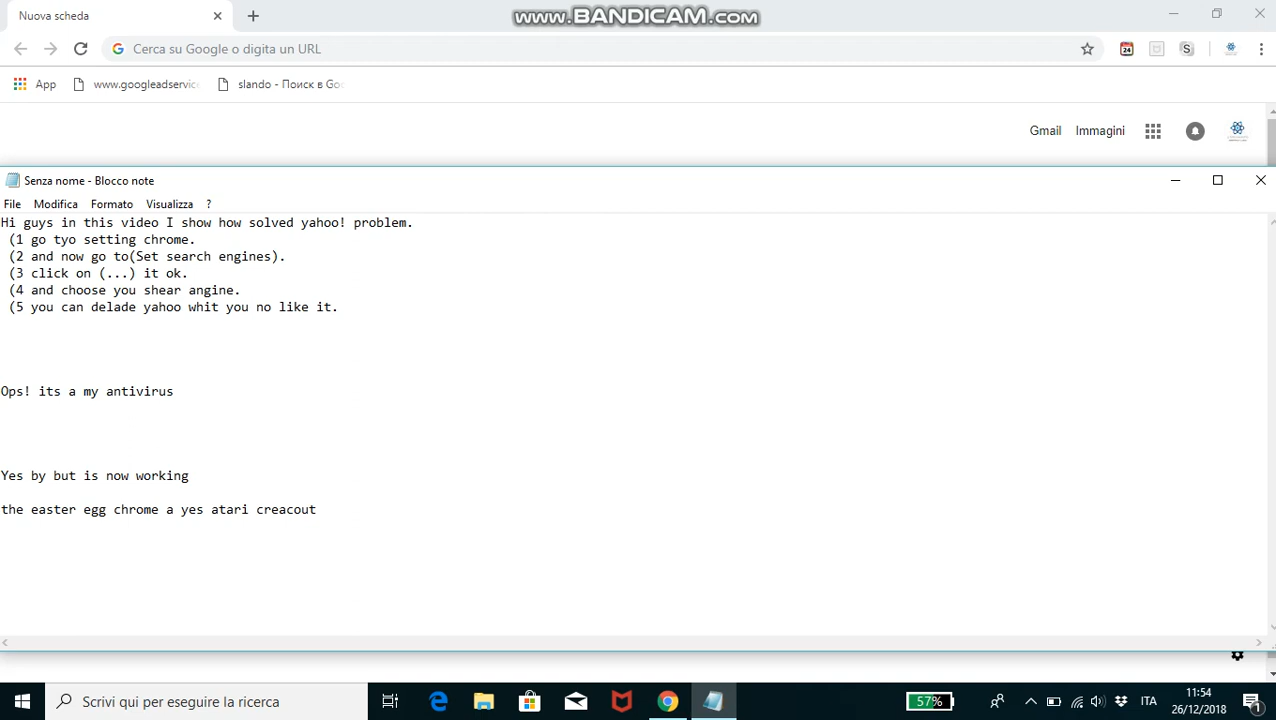 Nuova scheda
www.BANDICAM.com
Cerca su Google o digita un URL
24
S
App
www.googleadservic
slando - Поиск в Goo
Gmail Immagini
Senza nome - Blocco note
File Modifica Formato Visualizza ?
Hi guys in this video I show how solved yahoo! problem.
(1 go tyo setting chrome.
(2 and now go to(Set search engines).
(3 click on (...) it ok.
(4 and choose you shear angine.
(5 you can delade yahoo whit you no like it.
Ops! its a my antivirus
Yes by but is now working
the easter egg chrome a yes atari creacout
Scrivi qui per eseguire la ricerca
57%
ITA
11:54
26/12/2018
1